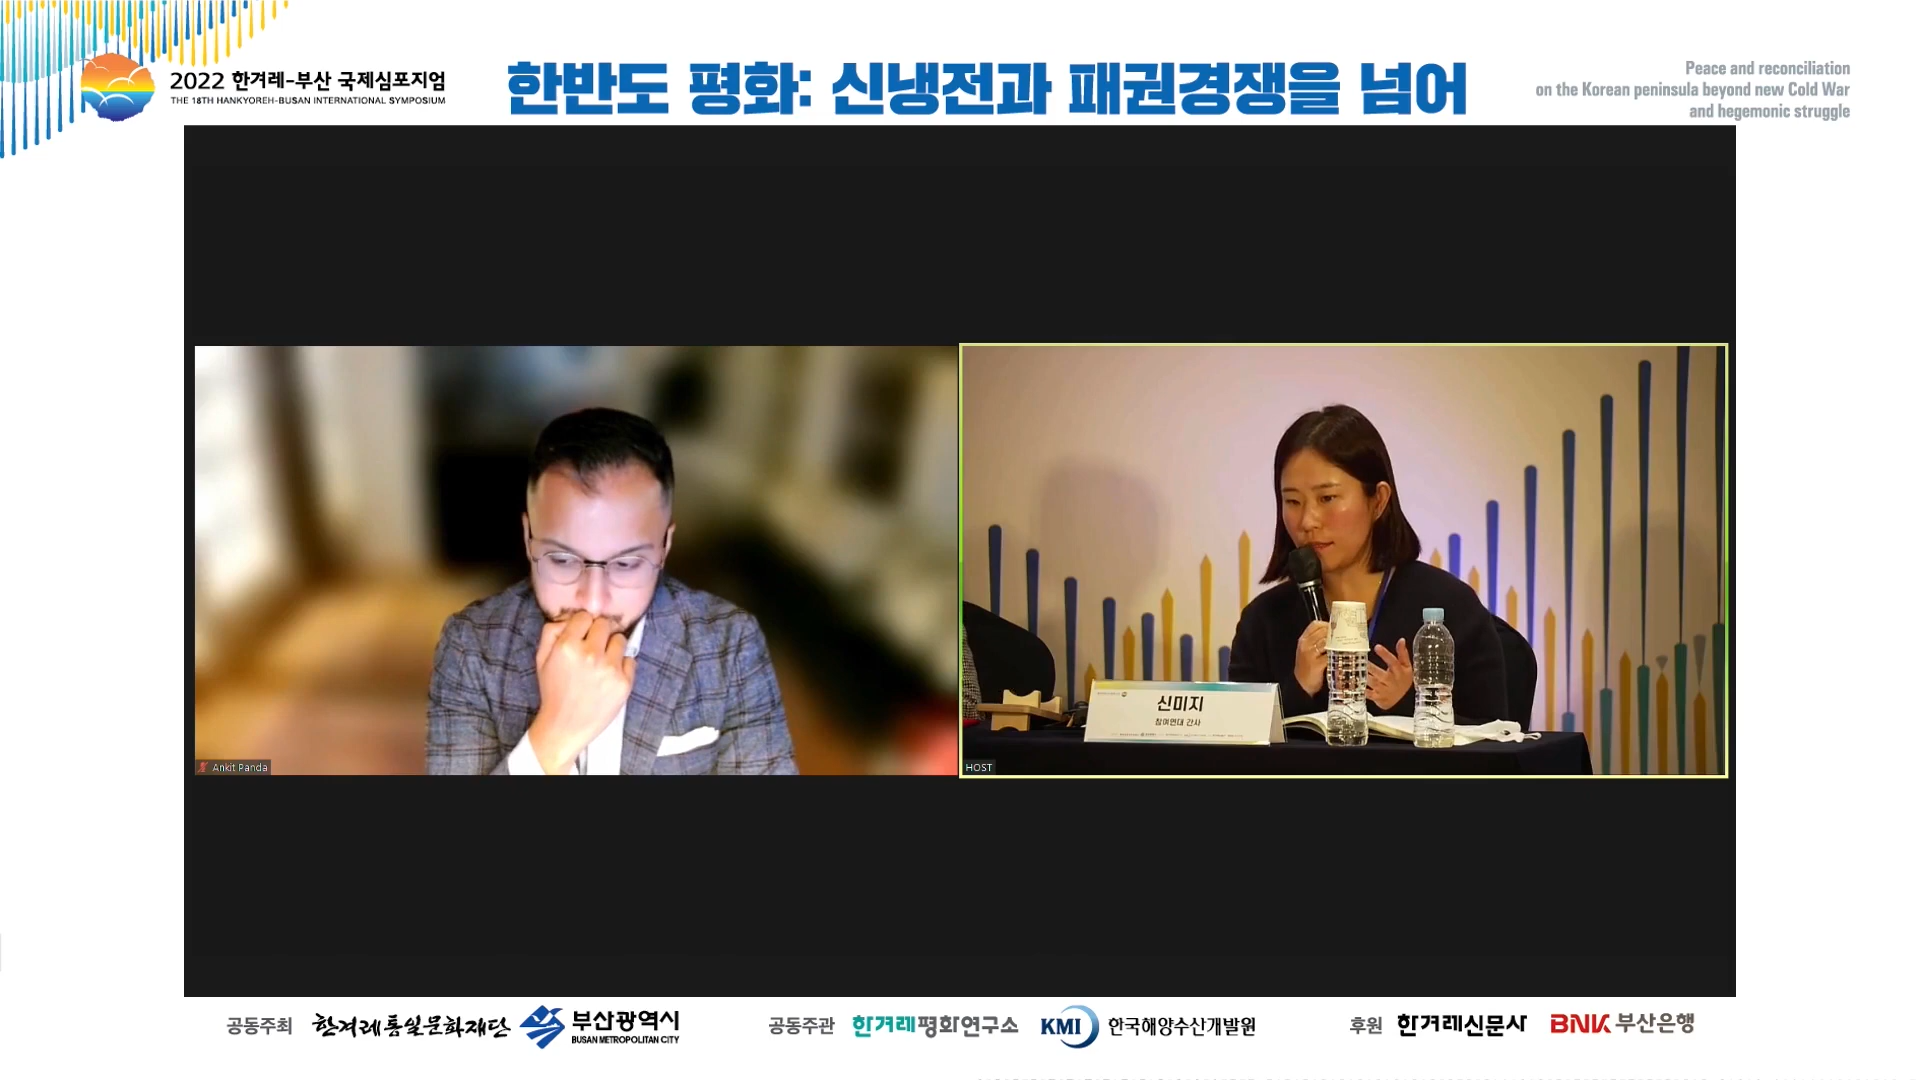 2022 한겨레-부산 국제심포지엄
THE 18TH HANKYOREH-BUSAN INTERNATIONAL SYMPOSIUM
한반도 평화: 신냉전과 패권경쟁을 넘어
Peace and reconciliation
on the Korean peninsula beyond new Cold War
and hegemonic struggle
Ankit Panda
신미지
참여연대 간사
HOST
공동주최 한겨레통일문화재단 부산광역시
BUSAN METROPOLITAN CITY
공동주관 한겨레평화연구소 KMI 한국해양수산개발원
후원 한겨레신문사 BNK 부산은행